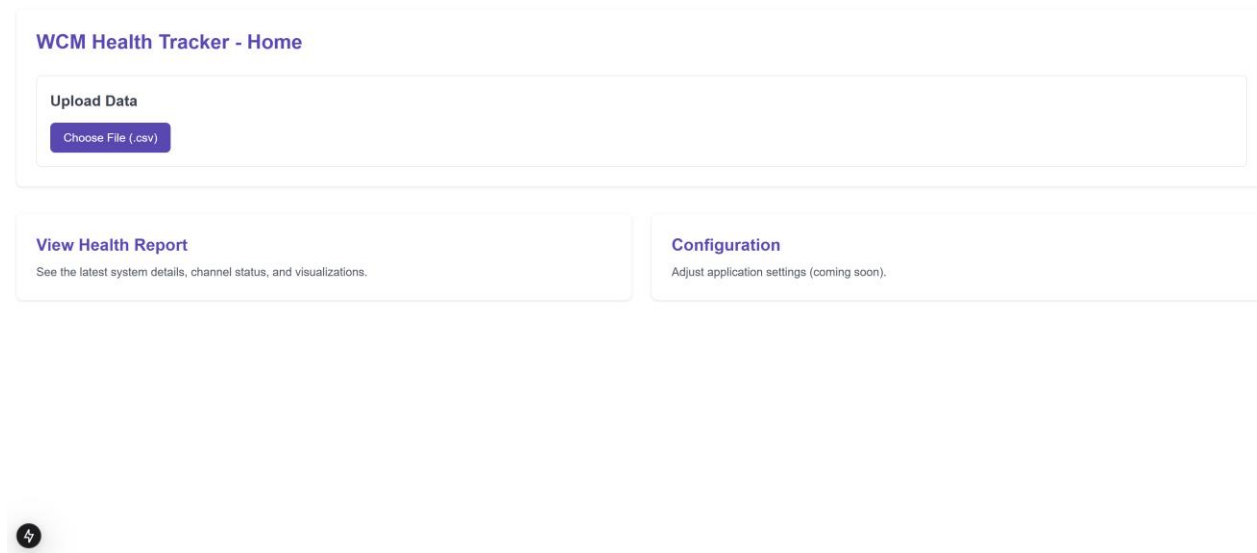 WCM Health Tracker - Home
Upload Data
Choose File (.csv)
View Health Report
See the latest system details, channel status, and visualizations.
Configuration
Adjust application settings (coming soon).